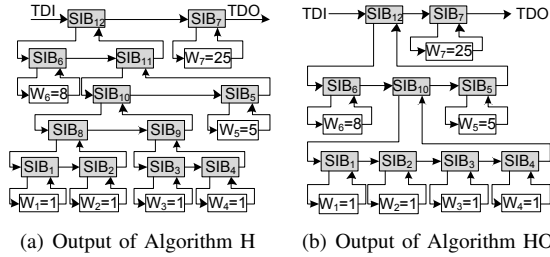 TDI SIB12 SIB7 TDO TDI SIB12 SIB7 TDO
SIB6 SIB11 W7=25 W7=25
W6=8 SIB10 SIB5 SIB6 SIB10 SIB5
SIB8 SIB9 W5=5 W6=8 W5=5
SIB1 SIB2 SIB3 SIB4 SIB1 SIB2 SIB3 SIB4
W1=1 W2=1 W3=1 W4=1 W1=1 W2=1 W3=1 W4=1
(a) Output of Algorithm H (b) Output of Algorithm HO